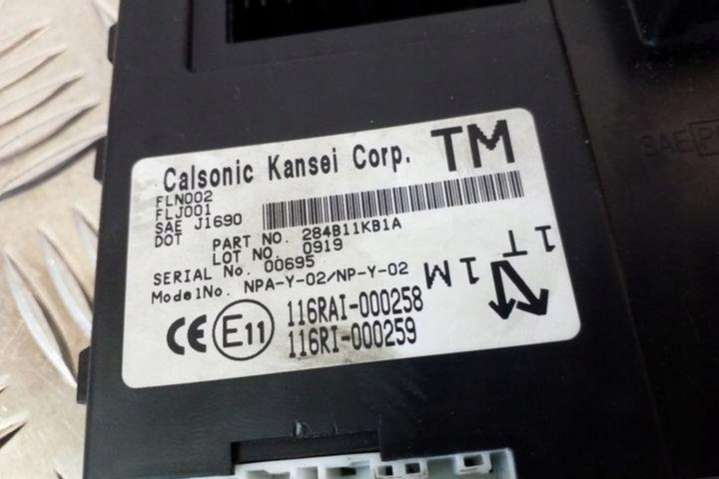 Calsonic Kansei Corp. TM
FLN002
FLJ001
SAE J1690
DOT
PART NO. 284B11KB1A
LOT NO. 0919
SERIAL No. 00695
ModelNo. NPA-Y-02/NP-Y-02
1M
1T
CE E11
116RAI-000258
116RI-000259
SAE